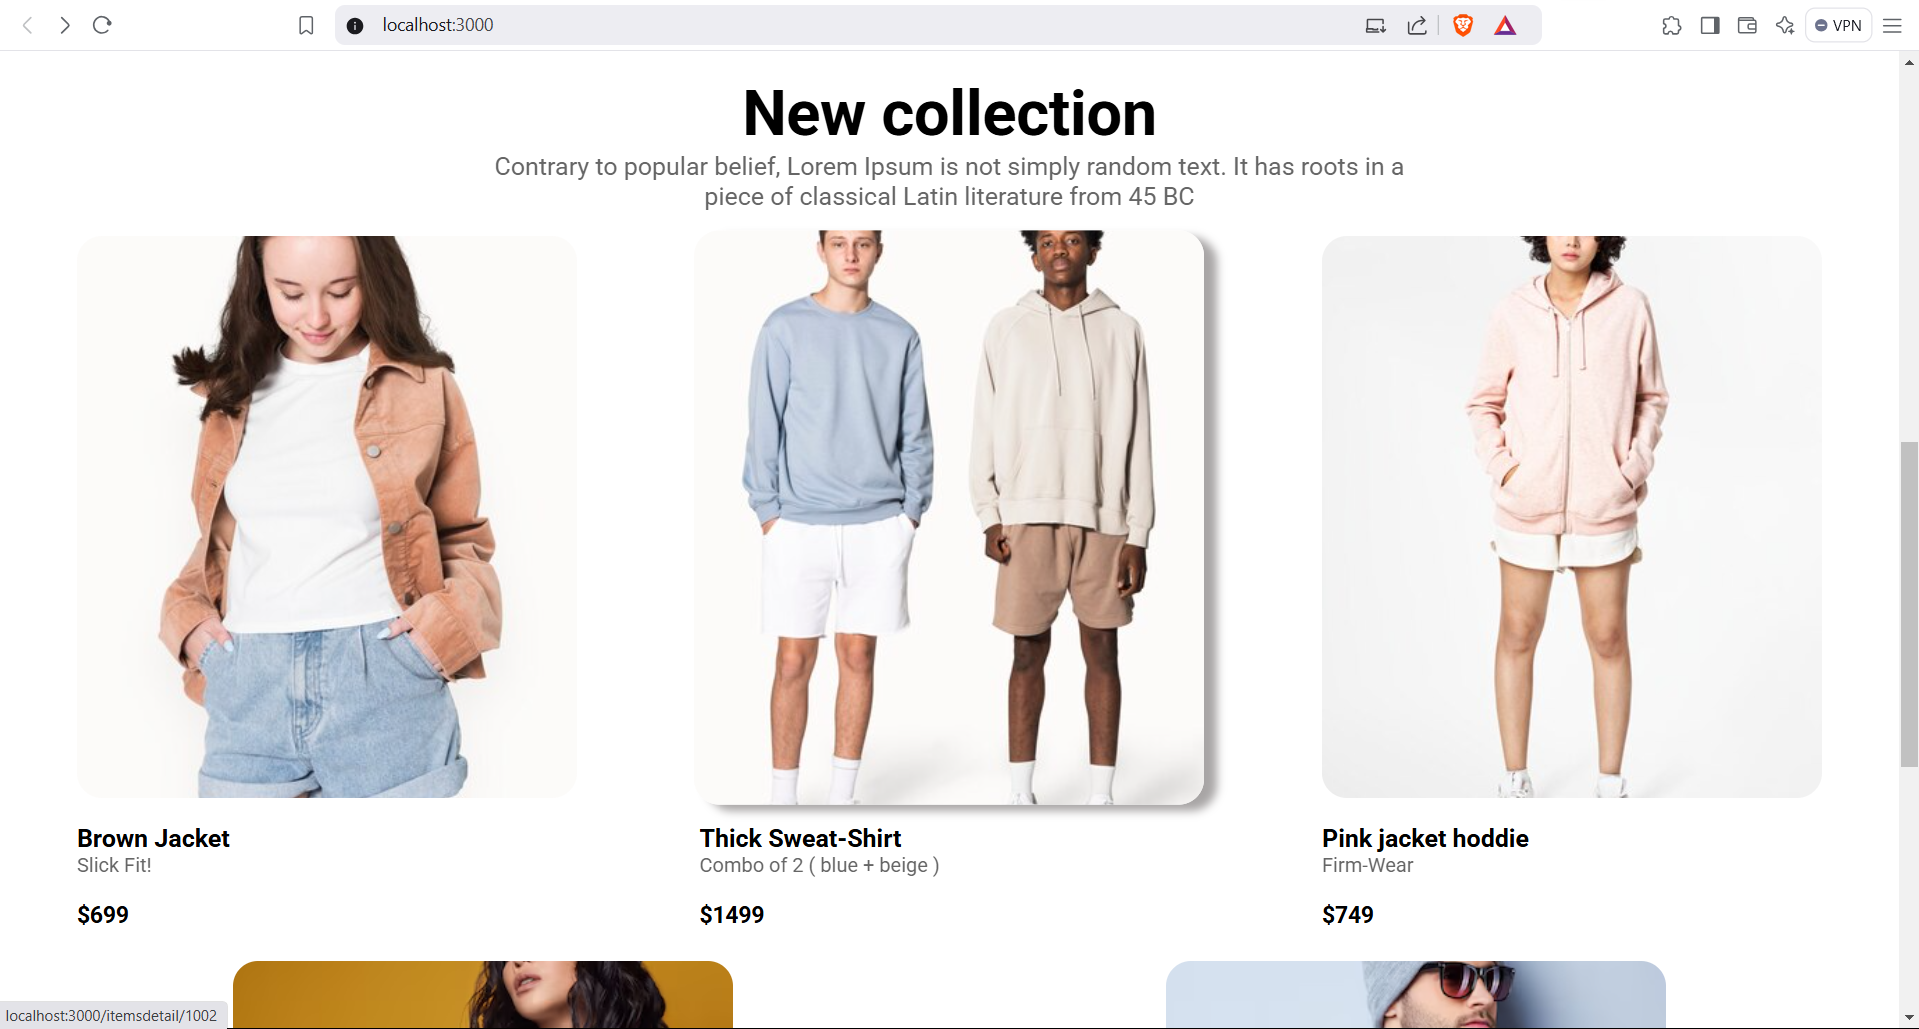 localhost:3000
VPN
New collection
Contrary to popular belief, Lorem Ipsum is not simply random text. It has roots in a
piece of classical Latin literature from 45 BC
Brown Jacket
Slick Fit!
$699
Thick Sweat-Shirt
Combo of 2 ( blue + beige )
$1499
Pink jacket hoddie
Firm-Wear
$749
localhost:3000/itemsdetail/1002